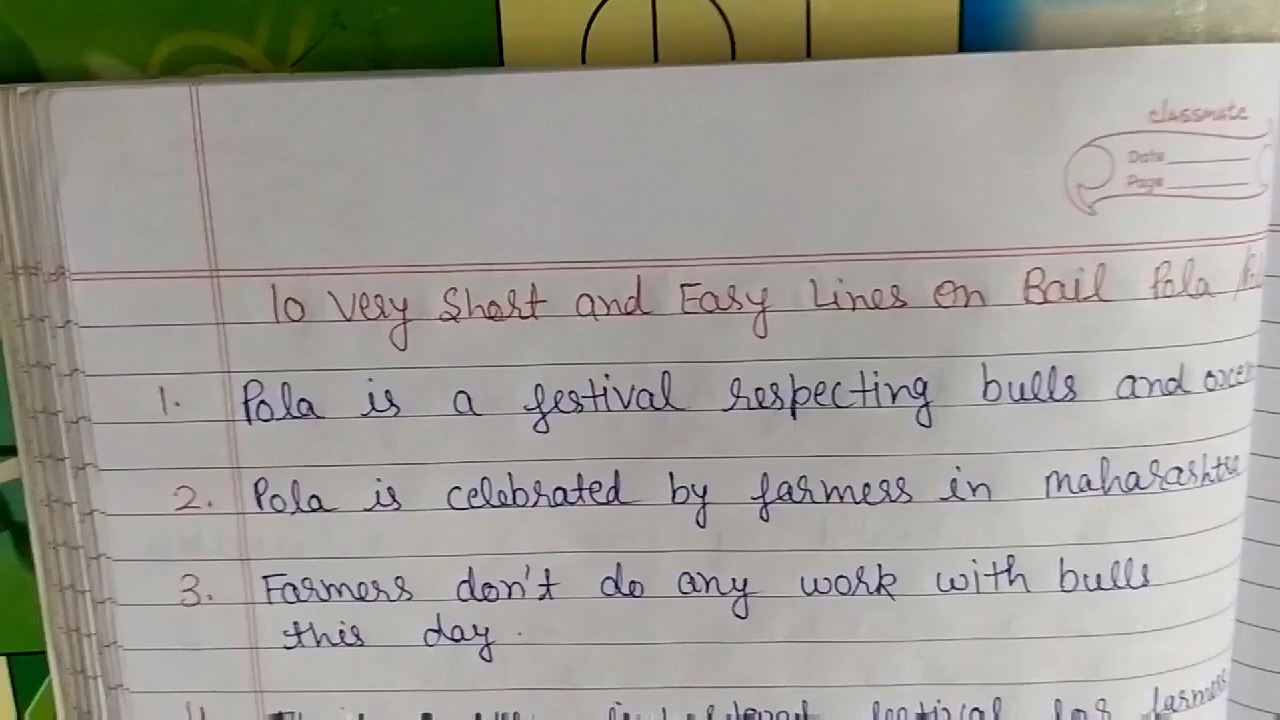 classmate
Date
Page
10 Very Short and Easy Lines on Bail Pola
1. Pola is a festival respecting bulls and oxen
2. Pola is celebrated by farmers in maharashtra
3. Farmers don't do any work with bulls
this day.
4. farmers